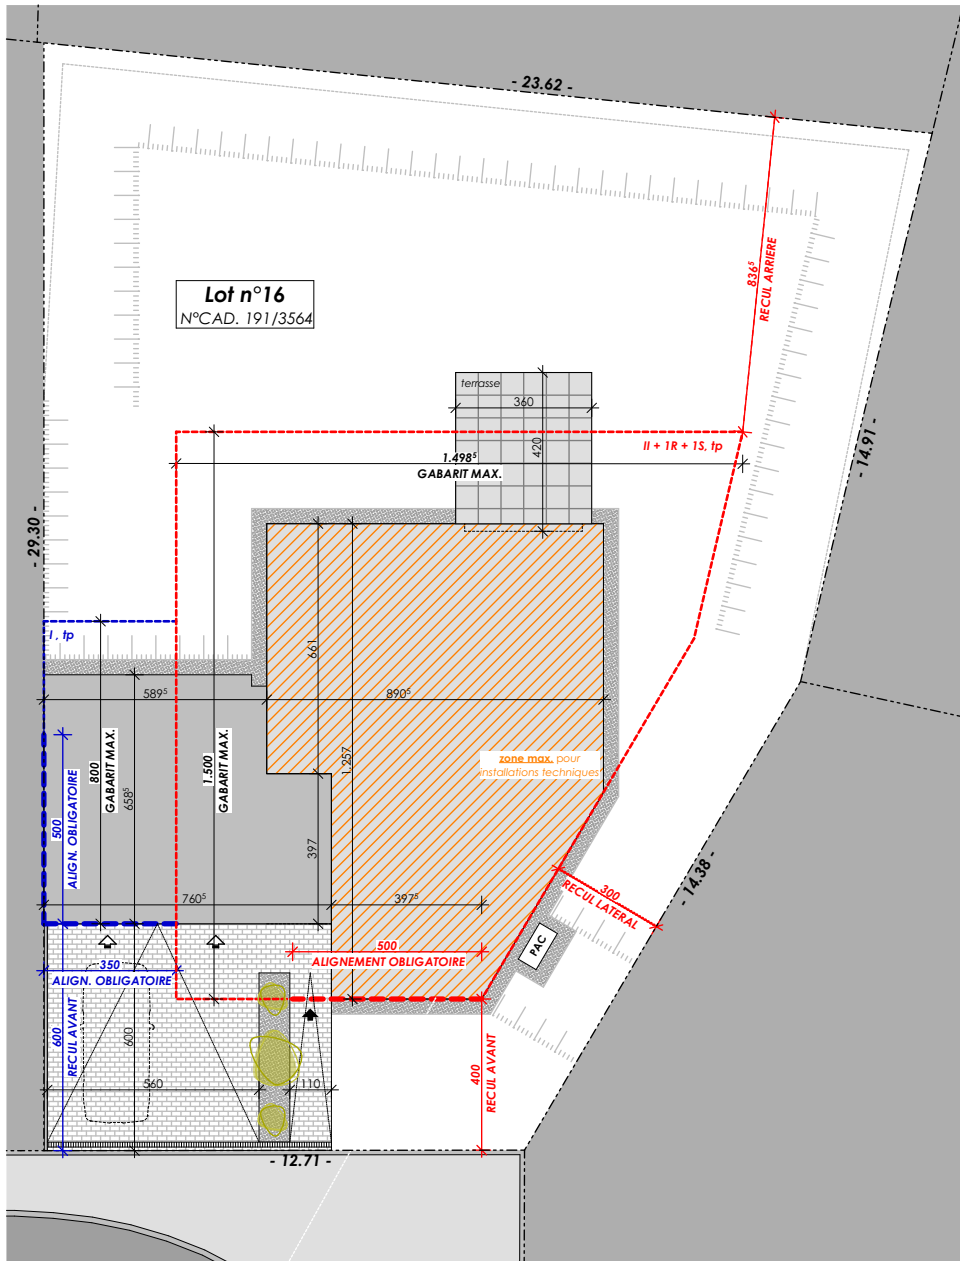 - 23.62 -
836⁵
RECUL ARRIERE
Lot n°16
N°CAD. 191/3564
terrasse
360
420
II + 1R + 1S, tp
1.498⁵
GABARIT MAX.
- 14.91 -
- 29.30 -
I , tp
661
589⁵
890⁵
800
GABARIT MAX.
658⁵
1.500
GABARIT MAX.
1.257
zone max. pour
installations techniques
500
ALIGN. OBLIGATOIRE
397
760⁵
397⁵
300
RECUL LATERAL
- 14.38 -
PAC
500
ALIGNEMENT OBLIGATOIRE
350
ALIGN. OBLIGATOIRE
600
RECUL AVANT
600
400
RECUL AVANT
560
110
- 12.71 -